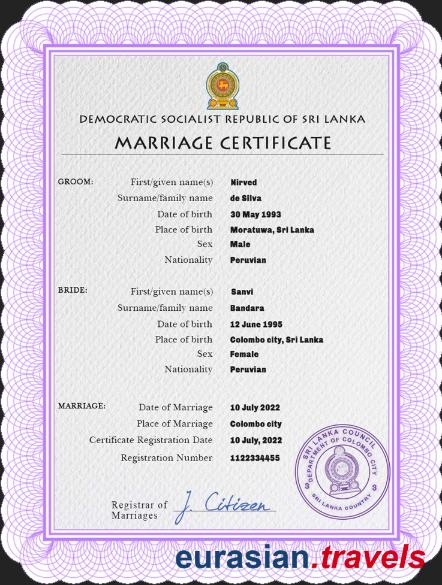 DEMOCRATIC SOCIALIST REPUBLIC OF SRI LANKA
MARRIAGE CERTIFICATE
GROOM: First/given name(s) Nirved
Surname/family name de Silva
Date of birth 30 May 1993
Place of birth Moratuwa, Sri Lanka
Sex Male
Nationality Peruvian
BRIDE: First/given name(s) Sanvi
Surname/family name Bandara
Date of birth 12 June 1995
Place of birth Colombo city, Sri Lanka
Sex Female
Nationality Peruvian
MARRIAGE: Date of Marriage 10 July 2022
Place of Marriage Colombo city
Certificate Registration Date 10 July, 2022
Registration Number 1122334455
SRI LANKA COUNCIL
DEPARTMENT OF COLOMBO CITY
SRI LANKA COUNTRY
Registrar of
Marriages
J. Citizen
eurasian.travels